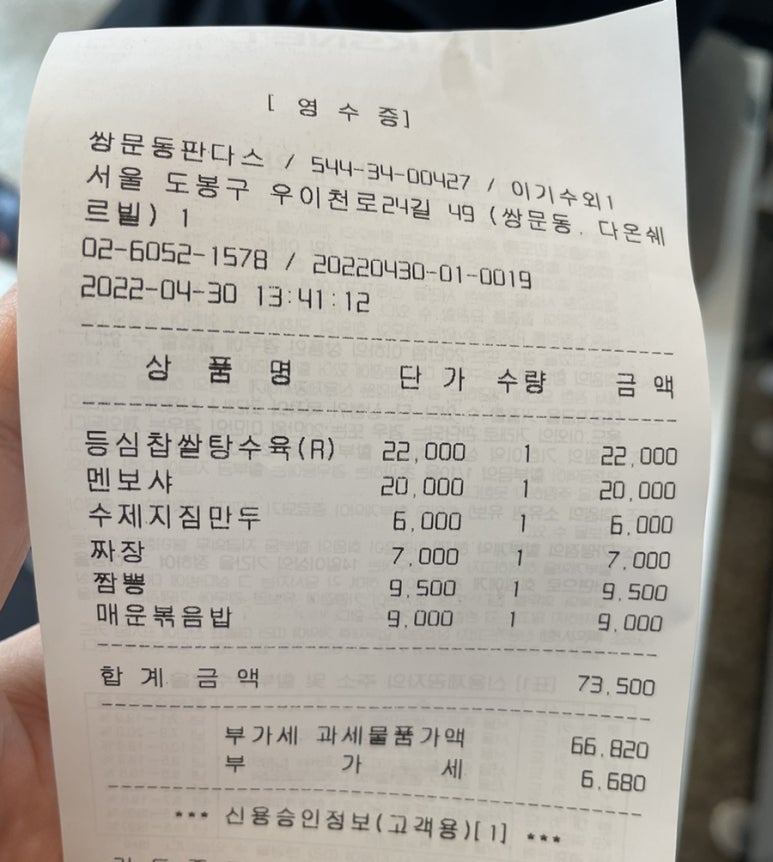 [ 영 수 증]
쌍문동판다스 / 544-34-00427 / 이기수외1
서울 도봉구 우이천로24길 49 (쌍문동. 다온쉐
르빌) 1
02-6052-1578 / 20220430-01-0019
2022-04-30 13:41:12
상 품 명 단 가 수량 금 액
등심찹쌀탕수육(R) 22,000 1 22,000
멘보샤 20,000 1 20,000
수제지짐만두 6,000 1 6,000
짜장 7,000 1 7,000
짬뽕 9,500 1 9,500
매운볶음밥 9,000 1 9,000
합 계 금 액 73,500
부가세 과세물품가액 66,820
부 가 세 6,680
*** 신용승인정보(고객용)[1] ***